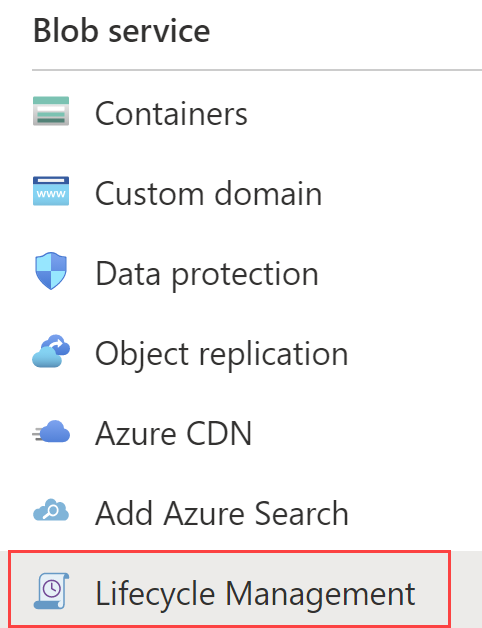 Blob service
Containers
www
Custom domain
Data protection
Object replication
Azure CDN
Add Azure Search
Lifecycle Management